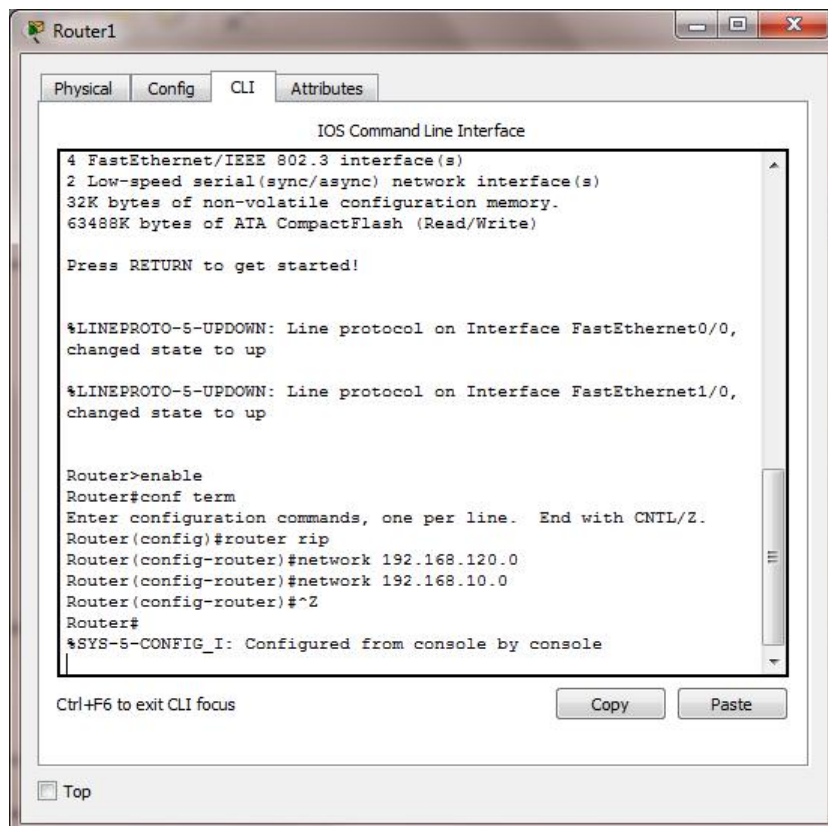 Router1
Physical
Config
CLI
Attributes
IOS Command Line Interface
4 FastEthernet/IEEE 802.3 interface(s)
2 Low-speed serial(sync/async) network interface(s)
32K bytes of non-volatile configuration memory.
63488K bytes of ATA CompactFlash (Read/Write)
Press RETURN to get started!
%LINEPROTO-5-UPDOWN: Line protocol on Interface FastEthernet0/0,
changed state to up
%LINEPROTO-5-UPDOWN: Line protocol on Interface FastEthernet1/0,
changed state to up
Router>enable
Router#conf term
Enter configuration commands, one per line.  End with CNTL/Z.
Router(config)#router rip
Router(config-router)#network 192.168.120.0
Router(config-router)#network 192.168.10.0
Router(config-router)#^Z
Router#
%SYS-5-CONFIG_I: Configured from console by console
Ctrl+F6 to exit CLI focus
Copy
Paste
Top